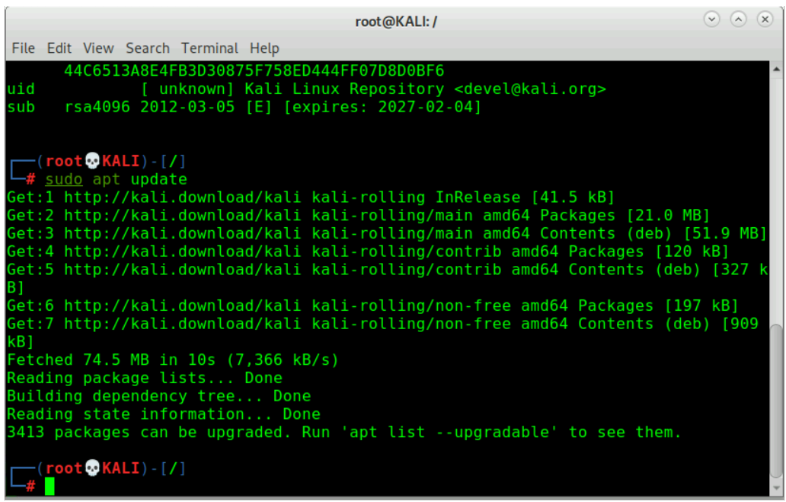 root@KALI: /
File Edit View Search Terminal Help
44C6513A8E4FB3D30875F758ED444FF07D8D0BF6
uid [ unknown] Kali Linux Repository <devel@kali.org>
sub rsa4096 2012-03-05 [E] [expires: 2027-02-04]
┌──(root💀KALI)-[/]
└─# sudo apt update
Get:1 http://kali.download/kali kali-rolling InRelease [41.5 kB]
Get:2 http://kali.download/kali kali-rolling/main amd64 Packages [21.0 MB]
Get:3 http://kali.download/kali kali-rolling/main amd64 Contents (deb) [51.9 MB]
Get:4 http://kali.download/kali kali-rolling/contrib amd64 Packages [120 kB]
Get:5 http://kali.download/kali kali-rolling/contrib amd64 Contents (deb) [327 k
B]
Get:6 http://kali.download/kali kali-rolling/non-free amd64 Packages [197 kB]
Get:7 http://kali.download/kali kali-rolling/non-free amd64 Contents (deb) [909
kB]
Fetched 74.5 MB in 10s (7,366 kB/s)
Reading package lists... Done
Building dependency tree... Done
Reading state information... Done
3413 packages can be upgraded. Run 'apt list --upgradable' to see them.
┌──(root💀KALI)-[/]
└─#